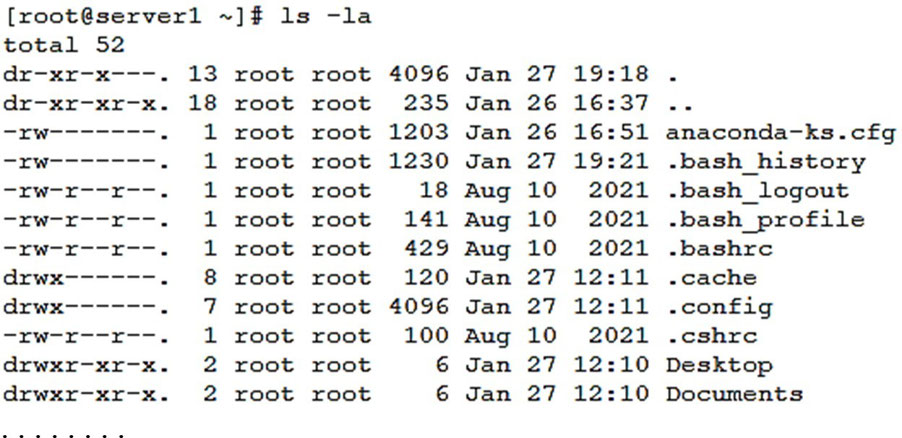 [root@server1 ~]# ls -la
total 52
dr-xr-x---. 13 root root 4096 Jan 27 19:18 .
dr-xr-xr-x. 18 root root  235 Jan 26 16:37 ..
-rw-------.  1 root root 1203 Jan 26 16:51 anaconda-ks.cfg
-rw-------.  1 root root 1230 Jan 27 19:21 .bash_history
-rw-r--r--.  1 root root   18 Aug 10  2021 .bash_logout
-rw-r--r--.  1 root root  141 Aug 10  2021 .bash_profile
-rw-r--r--.  1 root root  429 Aug 10  2021 .bashrc
drwx------.  8 root root  120 Jan 27 12:11 .cache
drwx------.  7 root root 4096 Jan 27 12:11 .config
-rw-r--r--.  1 root root  100 Aug 10  2021 .cshrc
drwxr-xr-x.  2 root root    6 Jan 27 12:10 Desktop
drwxr-xr-x.  2 root root    6 Jan 27 12:10 Documents
. . . . . . . .